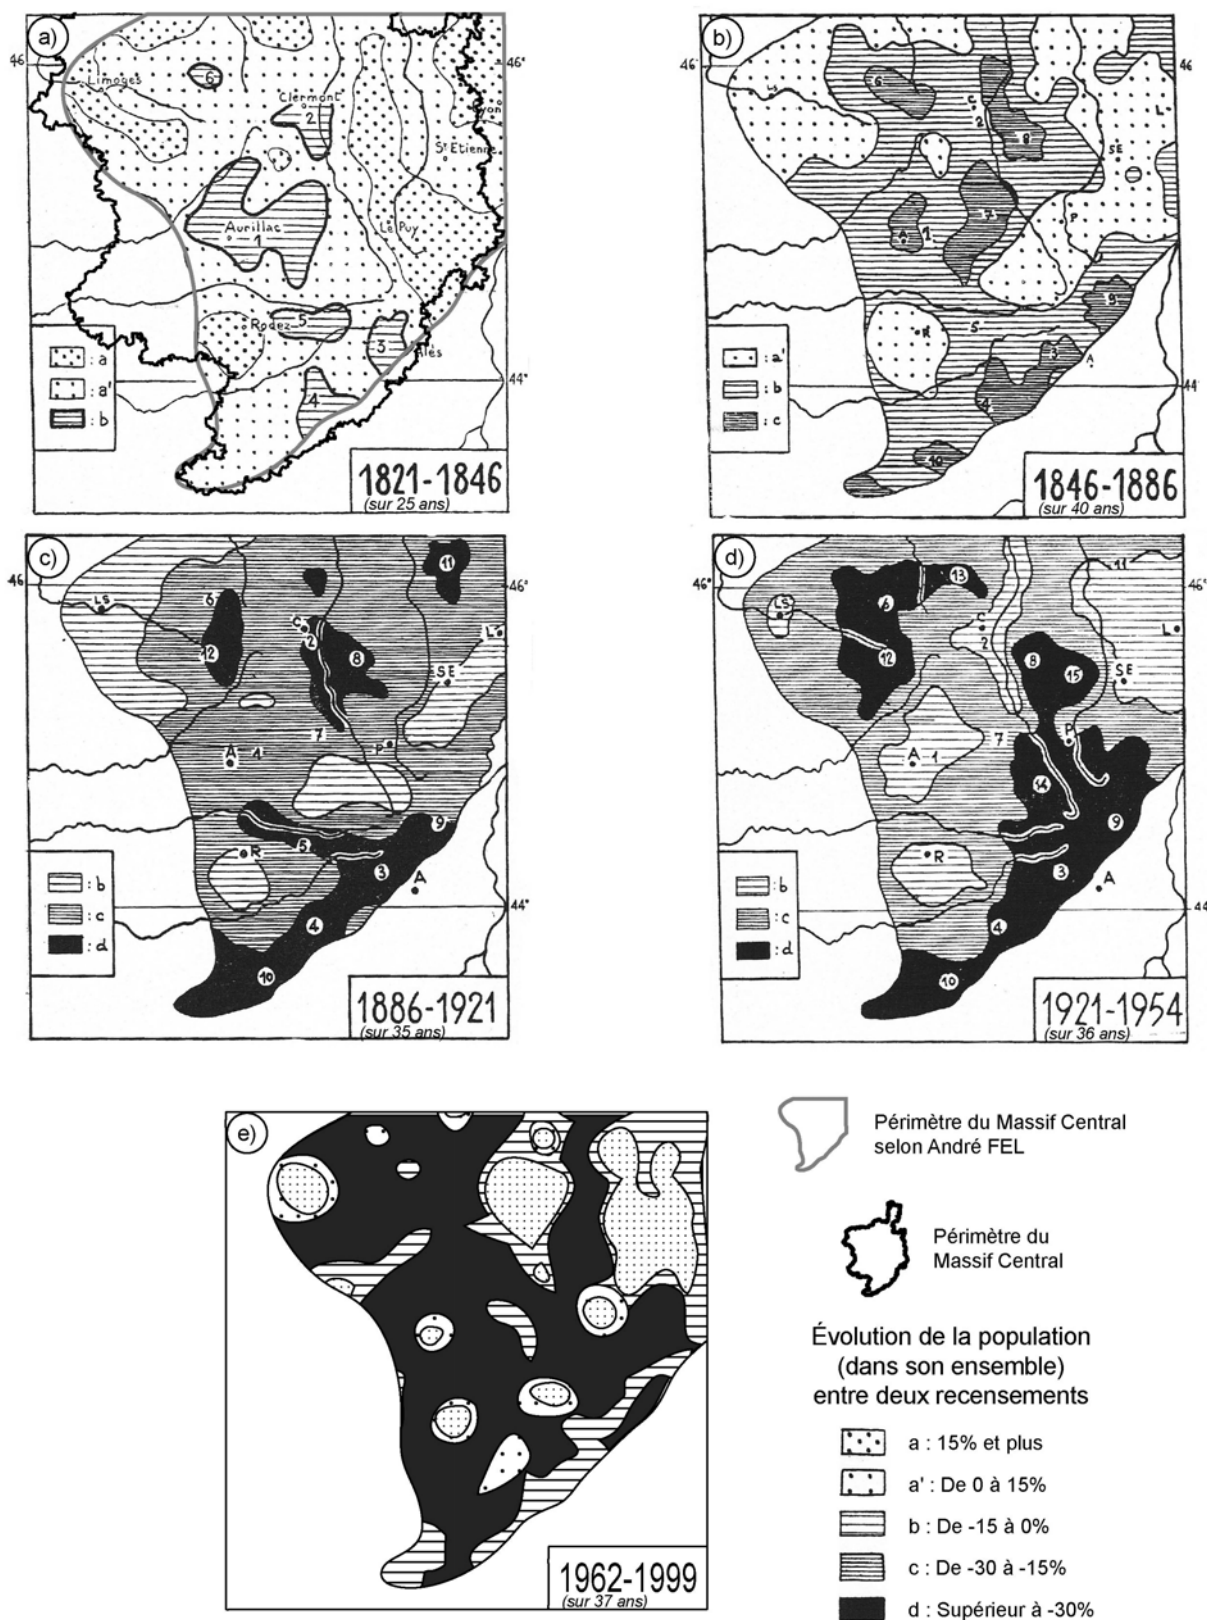 a)
46°
46°
Limoges
6
Clermont
2
Lyon
St Etienne
Aurillac
1
Le Puy
Rodez
5
3
Alès
44°
4
: a
: a'
: b
1821-1846
(sur 25 ans)
b)
46°
46
LS
6
C
2
8
L
SE
7
A
1
P
9
R
5
3
A
44
4
10
: a'
: b
: c
1846-1886
(sur 40 ans)
c)
46
46°
11
LS
6
C
2
L
12
8
SE
7
P
A
1
9
R
5
3
A
44°
4
10
: b
: c
: d
1886-1921
(sur 35 ans)
d)
46°
46°
13
11
LS
6
C
2
L
12
8
15
SE
7
P
A
1
14
9
R
3
A
44°
4
10
: b
: c
: d
1921-1954
(sur 36 ans)
e)
1962-1999
(sur 37 ans)
Périmètre du Massif Central
selon André FEL
Périmètre du
Massif Central
Évolution de la population
(dans son ensemble)
entre deux recensements
a : 15% et plus
a' : De 0 à 15%
b : De -15 à 0%
c : De -30 à -15%
d : Supérieur à -30%